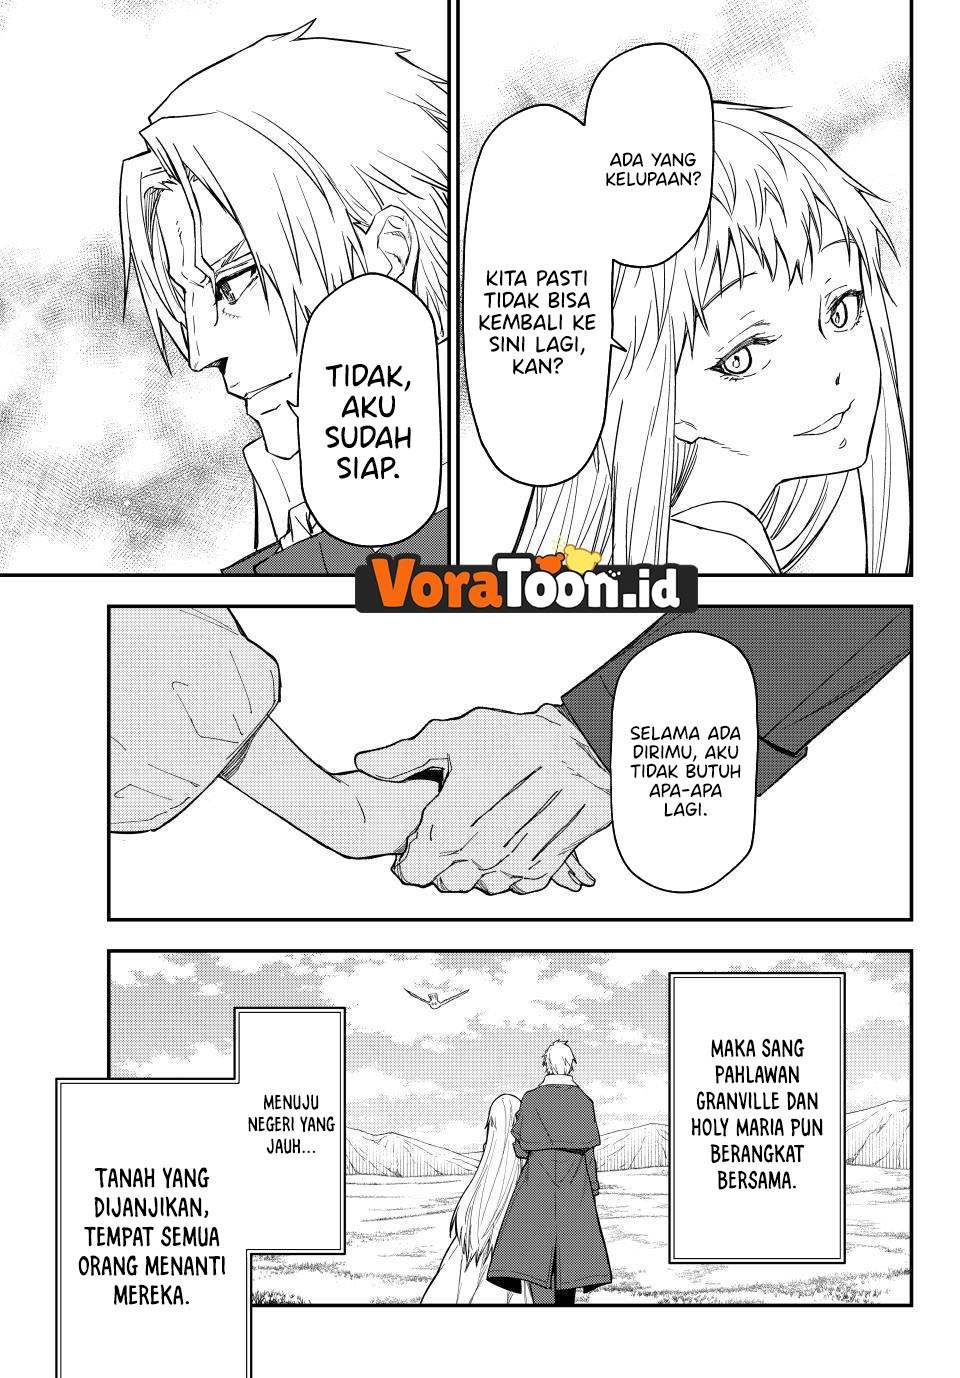 ADA YANG
KELUPAAN?
KITA PASTI
TIDAK BISA
KEMBALI KE
SINI LAGI,
KAN?
TIDAK,
AKU
SUDAH
SIAP.
VoraToon.id
SELAMA ADA
DIRIMU, AKU
TIDAK BUTUH
APA-APA
LAGI.
MAKA SANG
PAHLAWAN
GRANVILLE DAN
HOLY MARIA PUN
BERANGKAT
BERSAMA.
MENUJU
NEGERI YANG
JAUH...
TANAH YANG
DIJANJIKAN,
TEMPAT SEMUA
ORANG MENANTI
MEREKA.